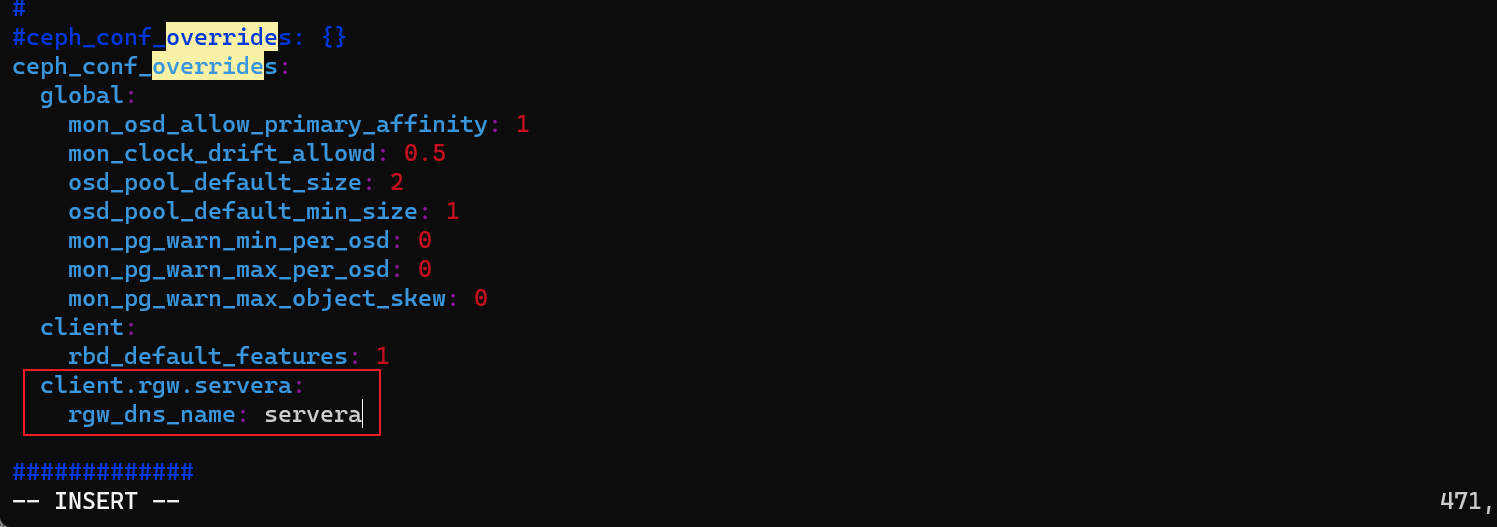 #
#ceph_conf_overrides: {}
ceph_conf_overrides:
  global:
    mon_osd_allow_primary_affinity: 1
    mon_clock_drift_allowd: 0.5
    osd_pool_default_size: 2
    osd_pool_default_min_size: 1
    mon_pg_warn_min_per_osd: 0
    mon_pg_warn_max_per_osd: 0
    mon_pg_warn_max_object_skew: 0
  client:
    rbd_default_features: 1
  client.rgw.servera:
    rgw_dns_name: servera
#############
-- INSERT -- 471,